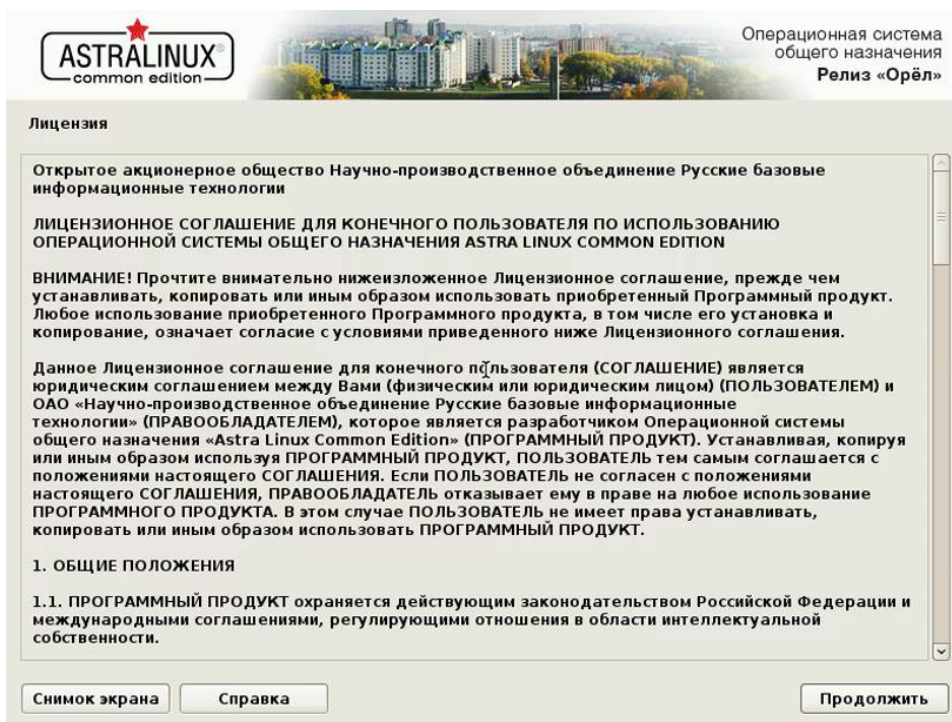 ASTRALINUX®
common edition
Операционная система
общего назначения
Релиз «Орёл»
Лицензия
Открытое акционерное общество Научно-производственное объединение Русские базовые
информационные технологии
ЛИЦЕНЗИОННОЕ СОГЛАШЕНИЕ ДЛЯ КОНЕЧНОГО ПОЛЬЗОВАТЕЛЯ ПО ИСПОЛЬЗОВАНИЮ
ОПЕРАЦИОННОЙ СИСТЕМЫ ОБЩЕГО НАЗНАЧЕНИЯ ASTRA LINUX COMMON EDITION
ВНИМАНИЕ! Прочтите внимательно нижеизложенное Лицензионное соглашение, прежде чем
устанавливать, копировать или иным образом использовать приобретенный Программный продукт.
Любое использование приобретенного Программного продукта, в том числе его установка и
копирование, означает согласие с условиями приведенного ниже Лицензионного соглашения.
Данное Лицензионное соглашение для конечного пользователя (СОГЛАШЕНИЕ) является
юридическим соглашением между Вами (физическим или юридическим лицом) (ПОЛЬЗОВАТЕЛЕМ) и
ОАО «Научно-производственное объединение Русские базовые информационные
технологии» (ПРАВООБЛАДАТЕЛЕМ), которое является разработчиком Операционной системы
общего назначения «Astra Linux Common Edition» (ПРОГРАММНЫЙ ПРОДУКТ). Устанавливая, копируя
или иным образом используя ПРОГРАММНЫЙ ПРОДУКТ, ПОЛЬЗОВАТЕЛЬ тем самым соглашается с
положениями настоящего СОГЛАШЕНИЯ. Если ПОЛЬЗОВАТЕЛЬ не согласен с положениями
настоящего СОГЛАШЕНИЯ, ПРАВООБЛАДАТЕЛЬ отказывает ему в праве на любое использование
ПРОГРАММНОГО ПРОДУКТА. В этом случае ПОЛЬЗОВАТЕЛЬ не имеет права устанавливать,
копировать или иным образом использовать ПРОГРАММНЫЙ ПРОДУКТ.
1. ОБЩИЕ ПОЛОЖЕНИЯ
1.1. ПРОГРАММНЫЙ ПРОДУКТ охраняется действующим законодательством Российской Федерации и
международными соглашениями, регулирующими отношения в области интеллектуальной
собственности.
Снимок экрана
Справка
Продолжить